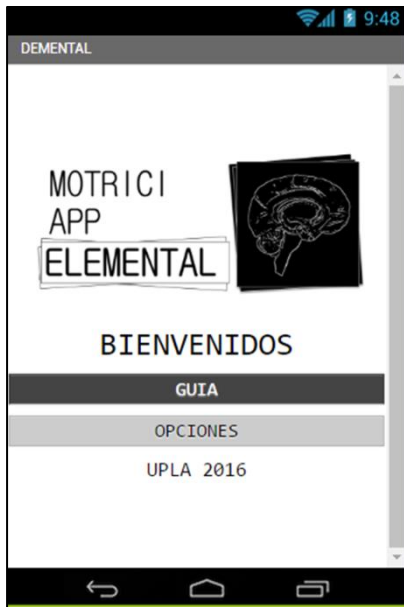 9:48
DEMENTAL
MOTRICI
APP
ELEMENTAL
BIENVENIDOS
GUIA
OPCIONES
UPLA 2016